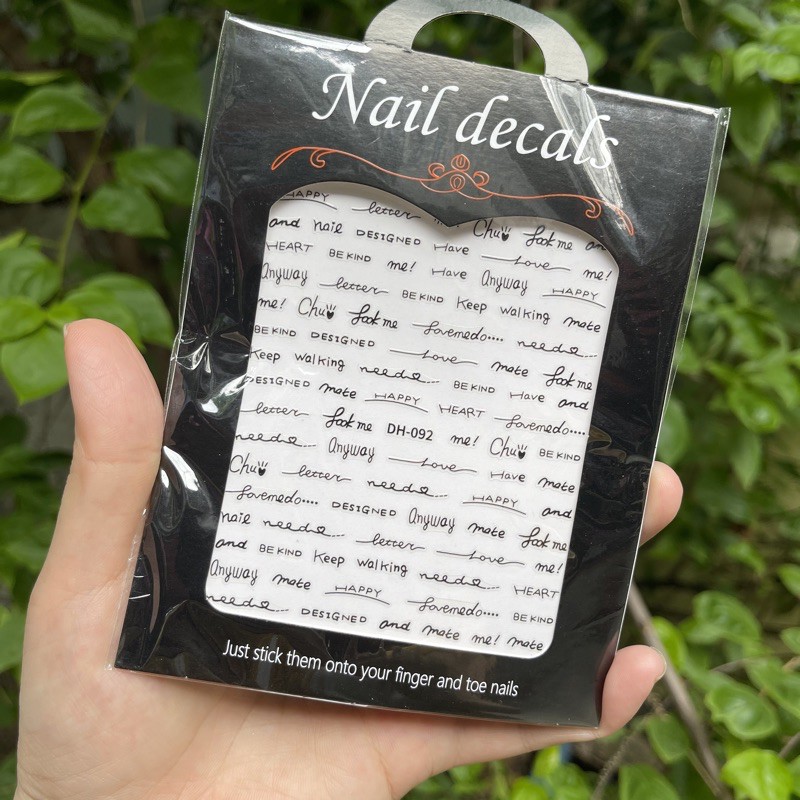 Nail decals
HAPPY letter Chu look me an
and nail DESIGNED Have Love me!
HEART BE KIND me! Have Anyway HAPPY
Anyway letter BE KIND Keep walking mate
me! Chu look me Lovemedo.... need...
BE KIND DESIGNED Love mate look me
Keep walking need... BE KIND Have and
DESIGNED mate HAPPY HEART Lovemedo....
letter look me DH-092 me! Chu BE KIND
need... Anyway Love Have mate
Chu letter need... HAPPY and
Lovemedo.... DESIGNED Anyway mate look me
nail need... letter Love me!
and BE KIND Keep walking need... HEART
Anyway mate HAPPY Lovemedo.... BE KIND
need... DESIGNED and mate me! mate
Just stick them onto your finger and toe nails